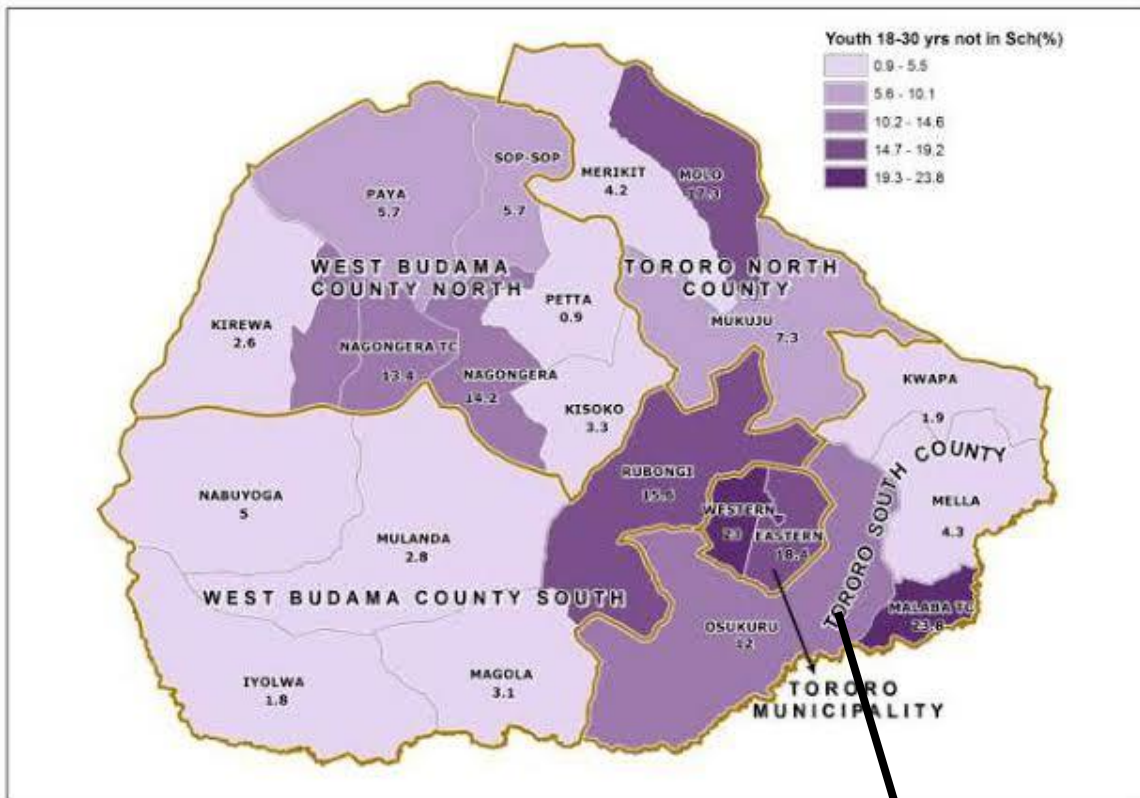 Youth 18-30 yrs not in Sch(%)
0.9 - 5.5
5.6 - 10.1
10.2 - 14.6
14.7 - 19.2
19.3 - 23.8
SOP-SOP
5.7
MERIKIT
4.2
MOLO
17.3
PAYA
5.7
WEST BUDAMA
COUNTY NORTH
TORORO NORTH
COUNTY
PETTA
0.9
MUKUJU
7.3
KIREWA
2.6
NAGONGERA TC
13.4
NAGONGERA
14.2
KISOKO
3.3
KWAPA
1.9
RUBONGI
15.6
TORORO SOUTH COUNTY
NABUYOGA
5
MELLA
4.3
WESTERN
23
EASTERN
18.4
MULANDA
2.8
WEST BUDAMA COUNTY SOUTH
MALABA TC
23.8
OSUKURU
12
IYOLWA
1.8
MAGOLA
3.1
TORORO
MUNICIPALITY